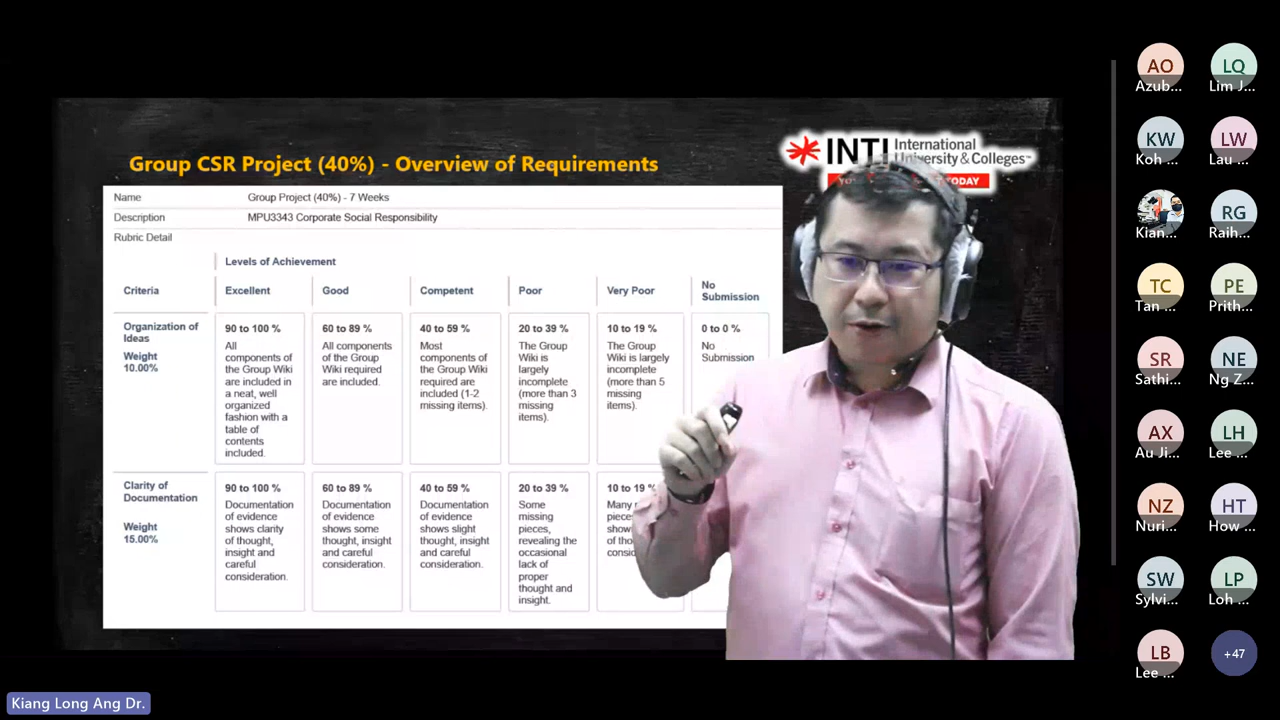 Group CSR Project (40%) - Overview of Requirements
INTI International
University & Colleges
TODAY
Name Group Project (40%) - 7 Weeks
Description MPU3343 Corporate Social Responsibility
Rubric Detail
Levels of Achievement
Criteria Excellent Good Competent Poor Very Poor No Submission
Organization of Ideas
Weight
10.00%
90 to 100 %
All
components of
the Group Wiki
are included in
a neat, well
organized
fashion with a
table of
contents
included.
60 to 89 %
All components
of the Group
Wiki required
are included.
40 to 59 %
Most
components of
the Group Wiki
required are
included (1-2
missing items).
20 to 39 %
The Group
Wiki is
largely
incomplete
(more than 3
missing
items).
10 to 19 %
The Group
Wiki is largely
incomplete
(more than 5
missing
items).
0 to 0 %
No
Submission
Clarity of
Documentation
Weight
15.00%
90 to 100 %
Documentation
of evidence
shows clarity
of thought,
insight and
careful
consideration.
60 to 89 %
Documentation
of evidence
shows some
thought, insight
and careful
consideration.
40 to 59 %
Documentation
of evidence
shows slight
thought, insight
and careful
consideration.
20 to 39 %
Some
missing
pieces,
revealing the
occasional
lack of
proper
thought and
insight.
10 to 19 %
Many
AO LQ
Azub... Lim J...
KW LW
Koh ... Lau ...
RG
Kian... Raih...
TC PE
Tan ... Prith...
SR NE
Sathi... Ng Z...
AX LH
Au Ji... Lee ...
NZ HT
Nuri... How ...
SW LP
Sylvi... Loh ...
LB +47
Lee ...
Kiang Long Ang Dr.